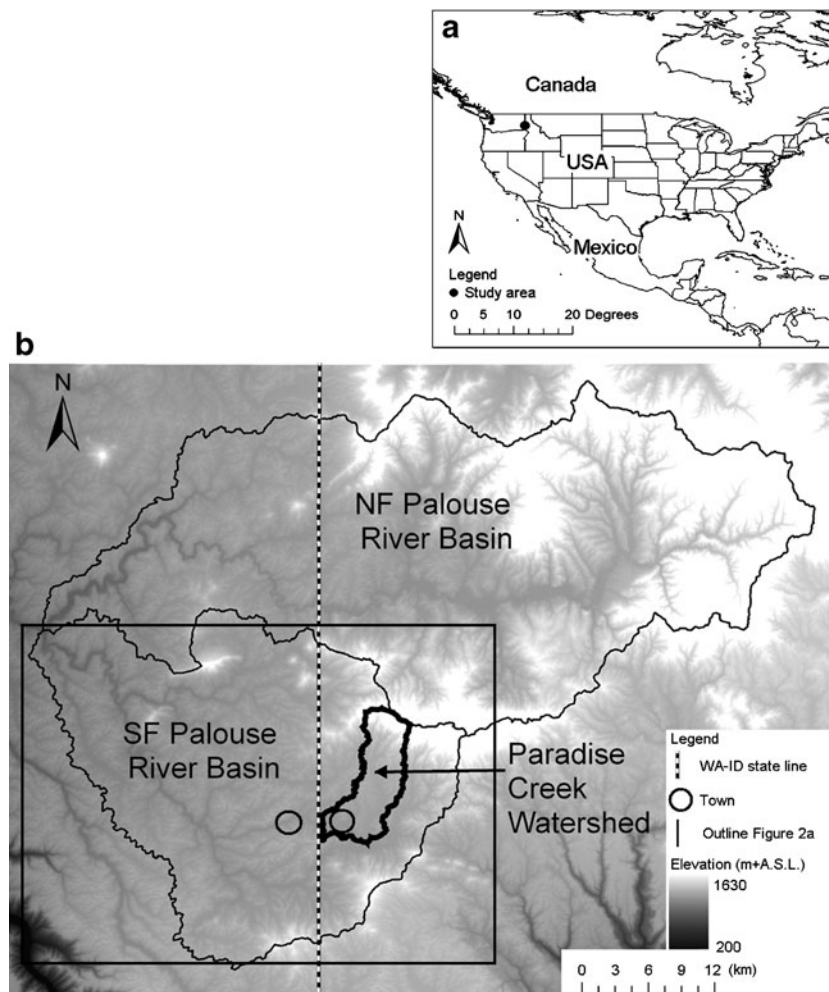 a
Canada
USA
N
Mexico
Legend
Study area
0 5 10 20 Degrees
b
N
NF Palouse
River Basin
SF Palouse
River Basin
Paradise
Creek
Watershed
Legend
WA-ID state line
Town
Outline Figure 2a
Elevation (m+A.S.L.)
1630
200
0 3 6 9 12 (km)